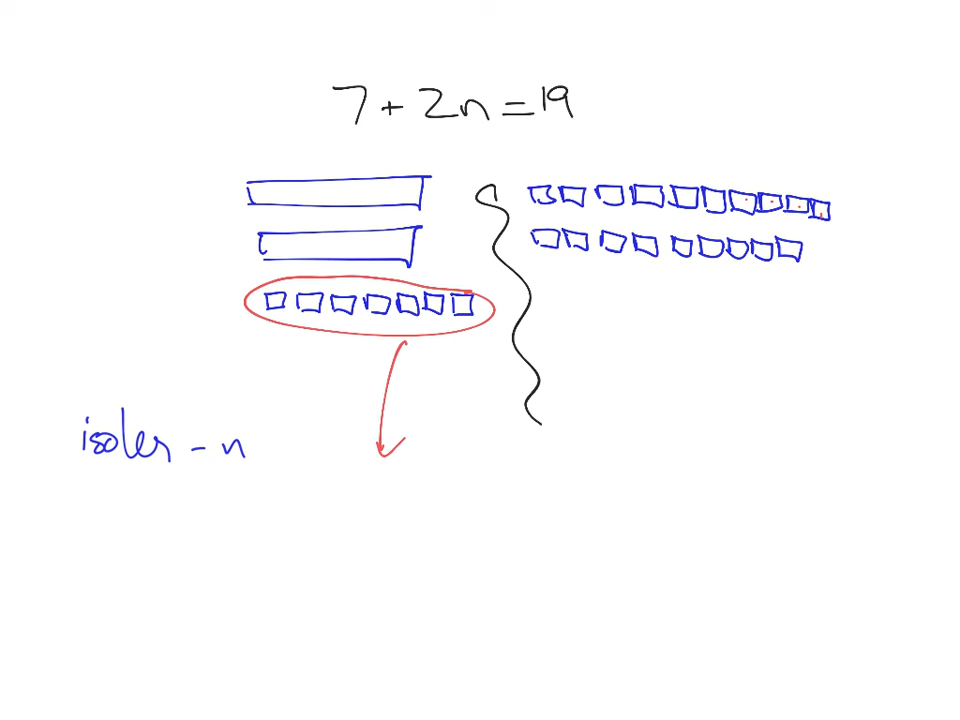 7 + 2n = 19
isoler - n